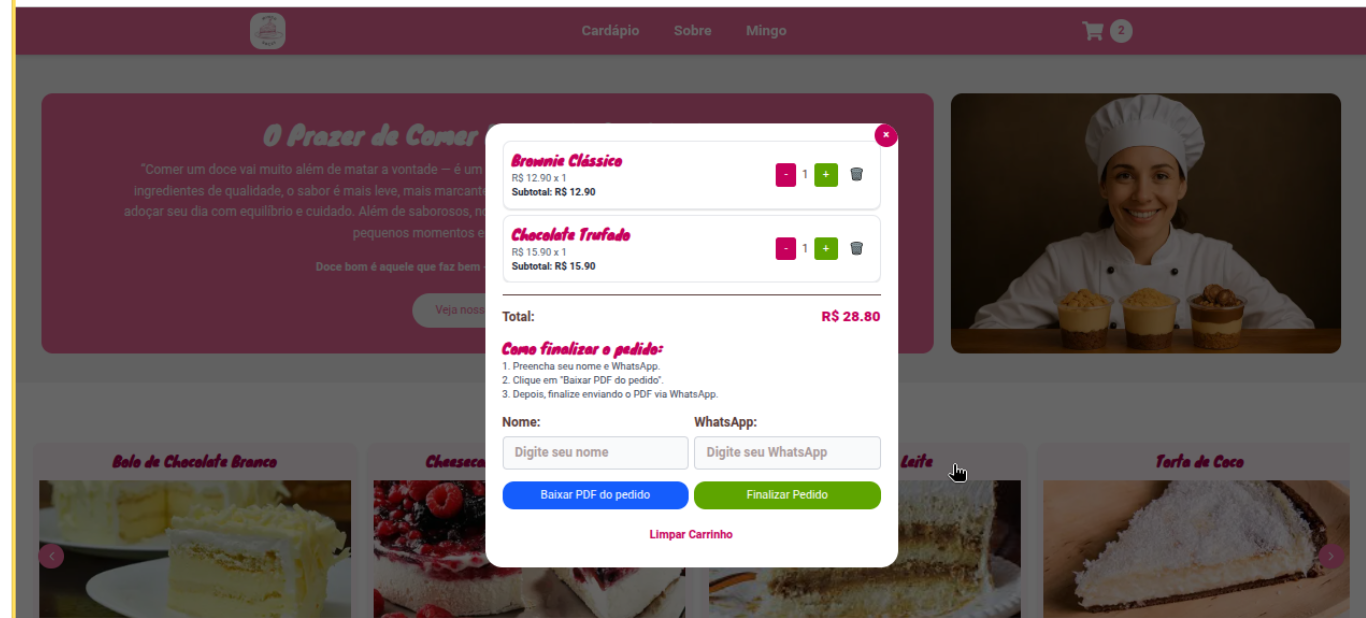 Cardápio Sobre Mingo 2
O Prazer de Comer
"Comer um doce vai muito além de matar a vontade — é um
ingredientes de qualidade, o sabor é mais leve, mais marcante
adoçar seu dia com equilíbrio e cuidado. Além de saborosos,
pequenos momentos
Doce bom é aquele que faz bem
Veja
×
Brownie Clássico
R$ 12.90 x 1
Subtotal: R$ 12.90
- 1 +
Chocolate Trufado
R$ 15.90 x 1
Subtotal: R$ 15.90
- 1 +
Total: R$ 28.80
Como finalizar o pedido:
1. Preencha seu nome e WhatsApp.
2. Clique em "Baixar PDF do pedido".
3. Depois, finalize enviando o PDF via WhatsApp.
Nome: WhatsApp:
Digite seu nome Digite seu WhatsApp
Baixar PDF do pedido Finalizar Pedido
Limpar Carrinho
Bolo de Chocolate Branco
Leite
Torta de Coco